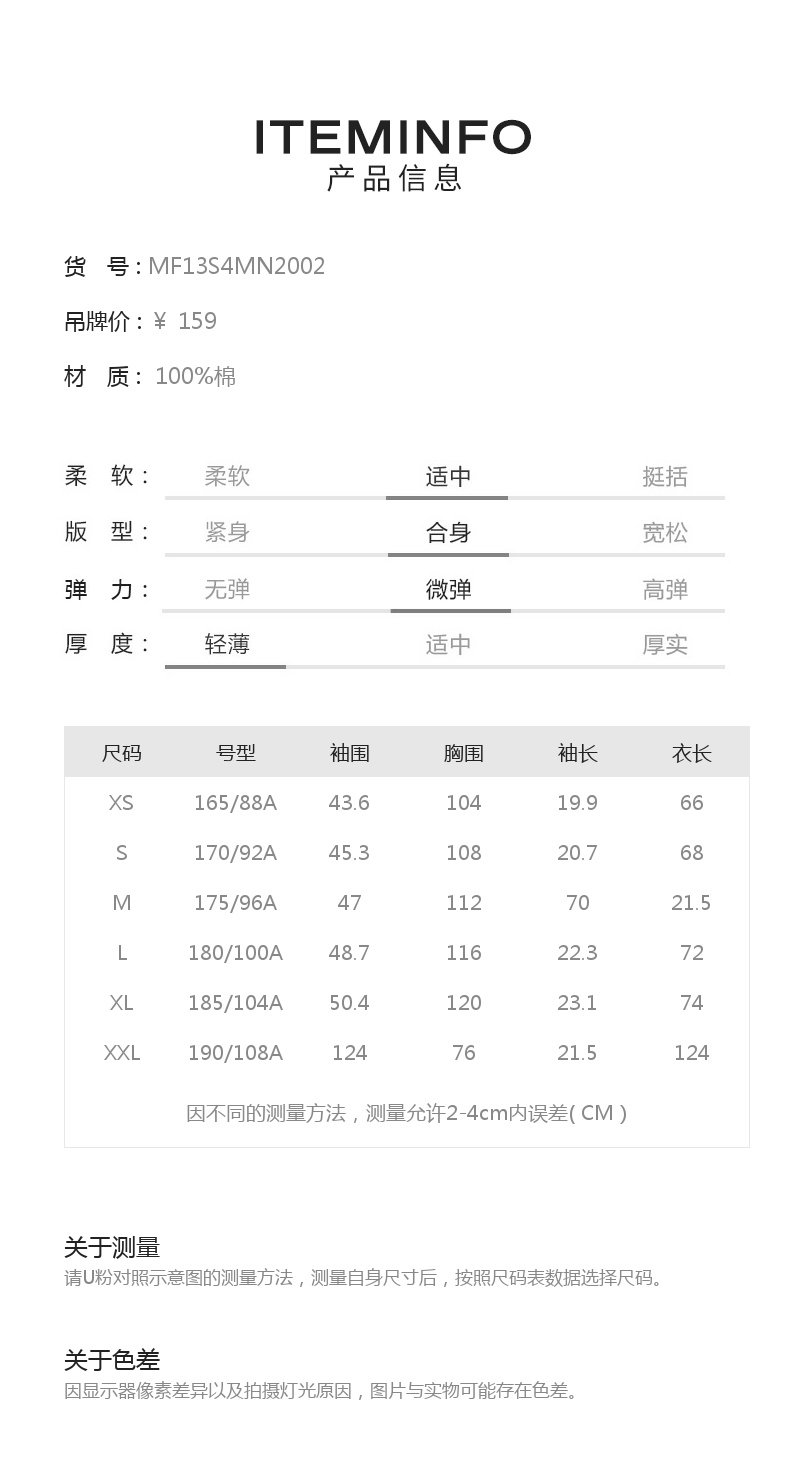 ITEMINFO
产品信息
货 号：MF13S4MN2002
吊牌价：¥ 159
材 质：100%棉
柔 软： 柔软 适中 挺括
版 型： 紧身 合身 宽松
弹 力： 无弹 微弹 高弹
厚 度： 轻薄 适中 厚实
尺码 号型 袖围 胸围 袖长 衣长
XS 165/88A 43.6 104 19.9 66
S 170/92A 45.3 108 20.7 68
M 175/96A 47 112 70 21.5
L 180/100A 48.7 116 22.3 72
XL 185/104A 50.4 120 23.1 74
XXL 190/108A 124 76 21.5 124
因不同的测量方法，测量允许2-4cm内误差( CM )
关于测量
请U粉对照示意图的测量方法，测量自身尺寸后，按照尺码表数据选择尺码。
关于色差
因显示器像素差异以及拍摄灯光原因，图片与实物可能存在色差。